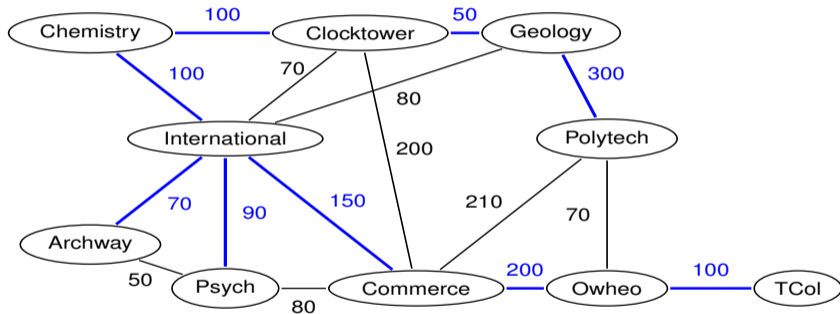 100 50
Chemistry Clocktower Geology
100 70 80 300
International Polytech
200
70 90 150 210 70
Archway
50 Psych 80 Commerce 200 Owheo 100 TCol